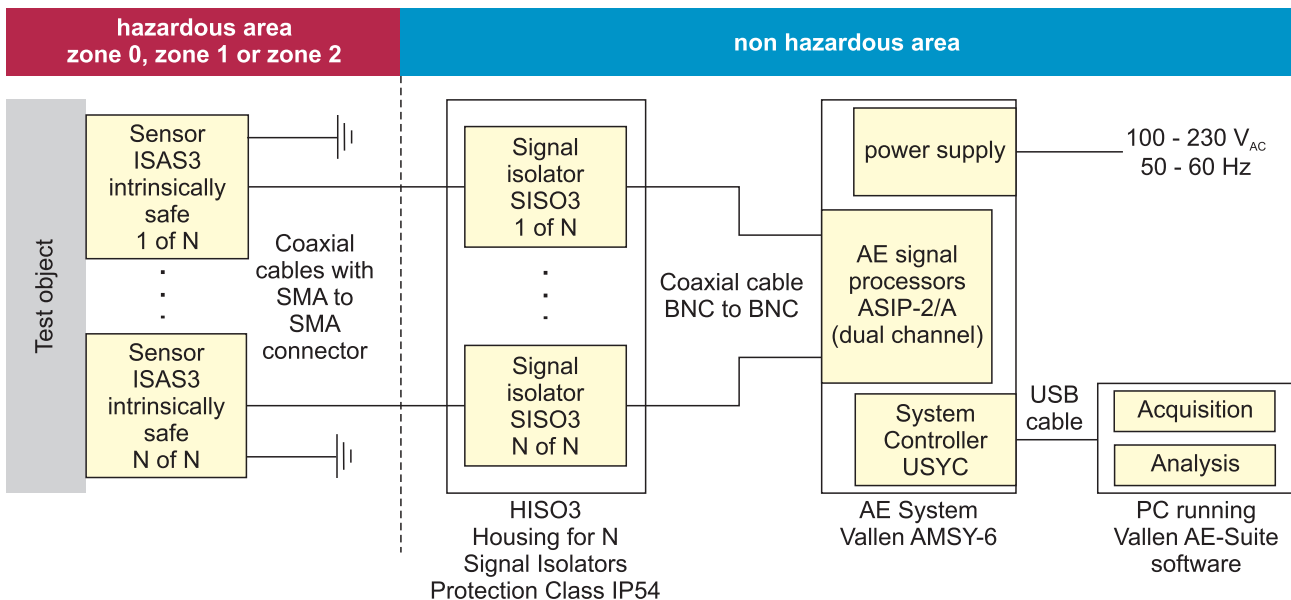 hazardous area
zone 0, zone 1 or zone 2
non hazardous area
Test object
Sensor
ISAS3
intrinsically
safe
1 of N
Sensor
ISAS3
intrinsically
safe
N of N
Coaxial
cables with
SMA to
SMA
connector
Signal
isolator
SISO3
1 of N
Signal
isolator
SISO3
N of N
HISO3
Housing for N
Signal Isolators
Protection Class IP54
Coaxial cable
BNC to BNC
power supply
100 - 230 VAC
50 - 60 Hz
AE signal
processors
ASIP-2/A
(dual channel)
System
Controller
USYC
AE System
Vallen AMSY-6
USB
cable
Acquisition
Analysis
PC running
Vallen AE-Suite
software